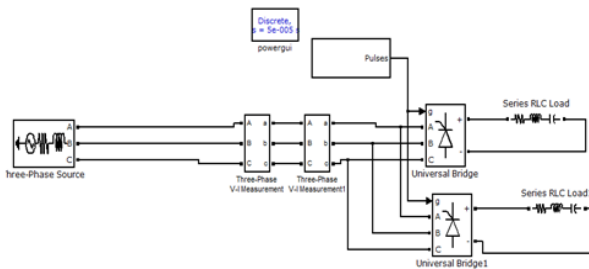 Discrete,
s = 5e-005 s
powergui
Pulses
Series RLC Load
g
A
B
C
+
-
Universal Bridge
A
B
C
hree-Phase Source
A
B
C
a
b
c
Three-Phase
V-I Measurement
A
B
C
a
b
c
Three-Phase
V-I Measurement1
Series RLC Load
g
A
B
C
+
-
Universal Bridge1